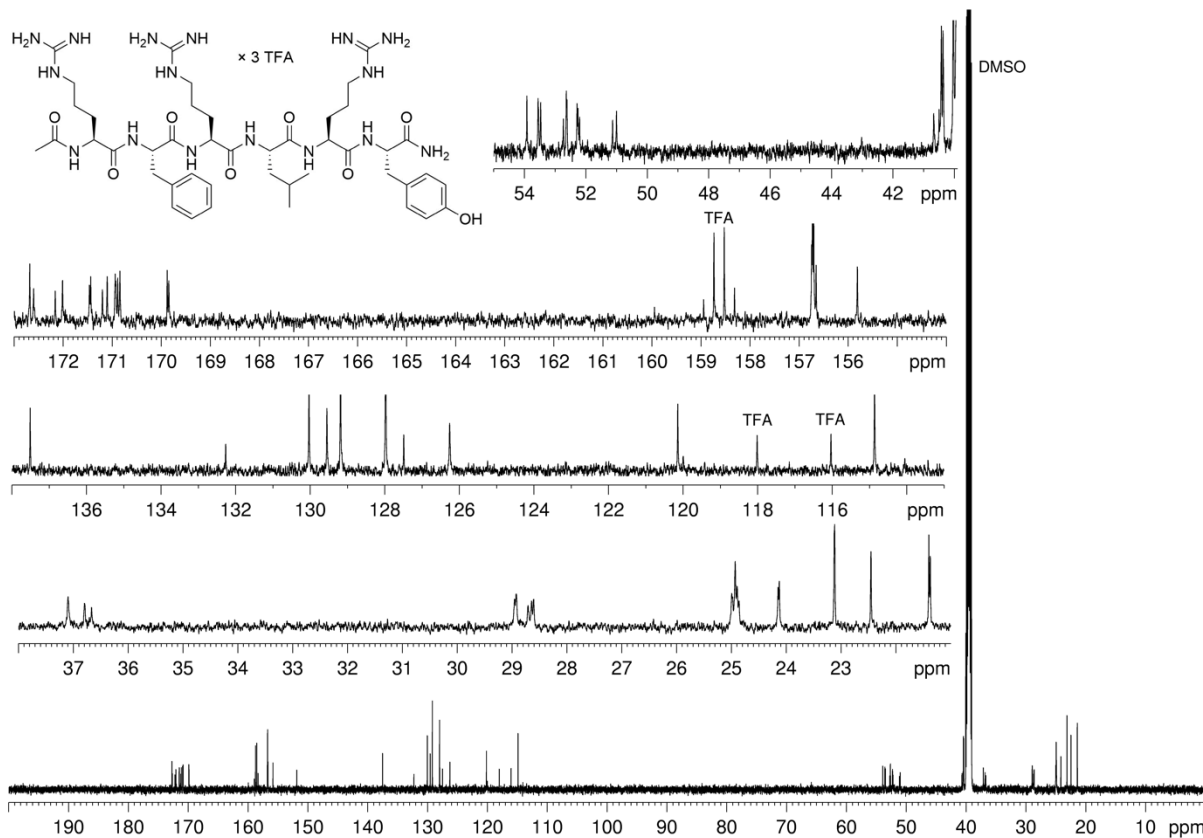 H₂N NH H₂N NH HN NH₂
HN HN × 3 TFA NH
O H N O H N O H N O
N H O N H O N H O NH₂
OH
DMSO
54 52 50 48 46 44 42 ppm
TFA
172 171 170 169 168 167 166 165 164 163 162 161 160 159 158 157 156 ppm
TFA TFA
136 134 132 130 128 126 124 122 120 118 116 ppm
37 36 35 34 33 32 31 30 29 28 27 26 25 24 23 ppm
190 180 170 160 150 140 130 120 110 100 90 80 70 60 50 40 30 20 10 ppm